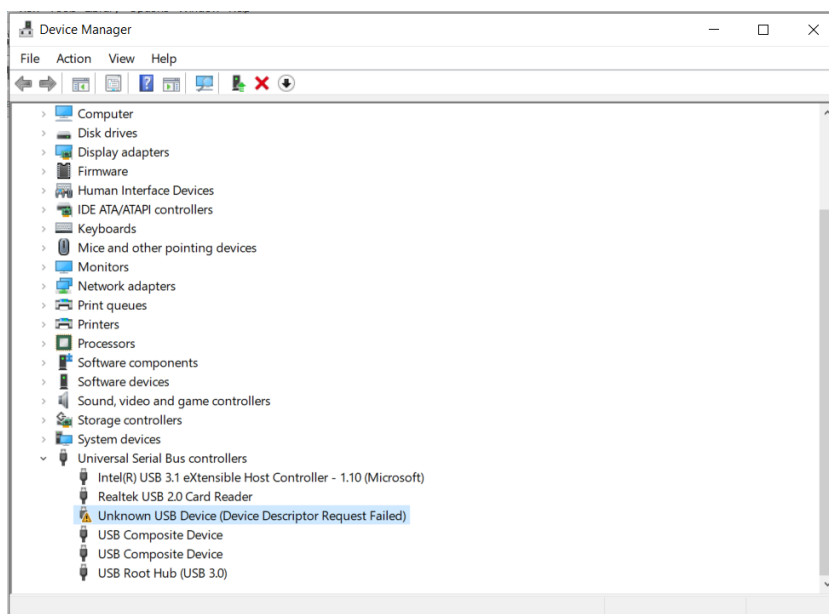 Device Manager
File Action View Help
Computer
Disk drives
Display adapters
Firmware
Human Interface Devices
IDE ATA/ATAPI controllers
Keyboards
Mice and other pointing devices
Monitors
Network adapters
Print queues
Printers
Processors
Software components
Software devices
Sound, video and game controllers
Storage controllers
System devices
Universal Serial Bus controllers
Intel(R) USB 3.1 eXtensible Host Controller - 1.10 (Microsoft)
Realtek USB 2.0 Card Reader
Unknown USB Device (Device Descriptor Request Failed)
USB Composite Device
USB Composite Device
USB Root Hub (USB 3.0)